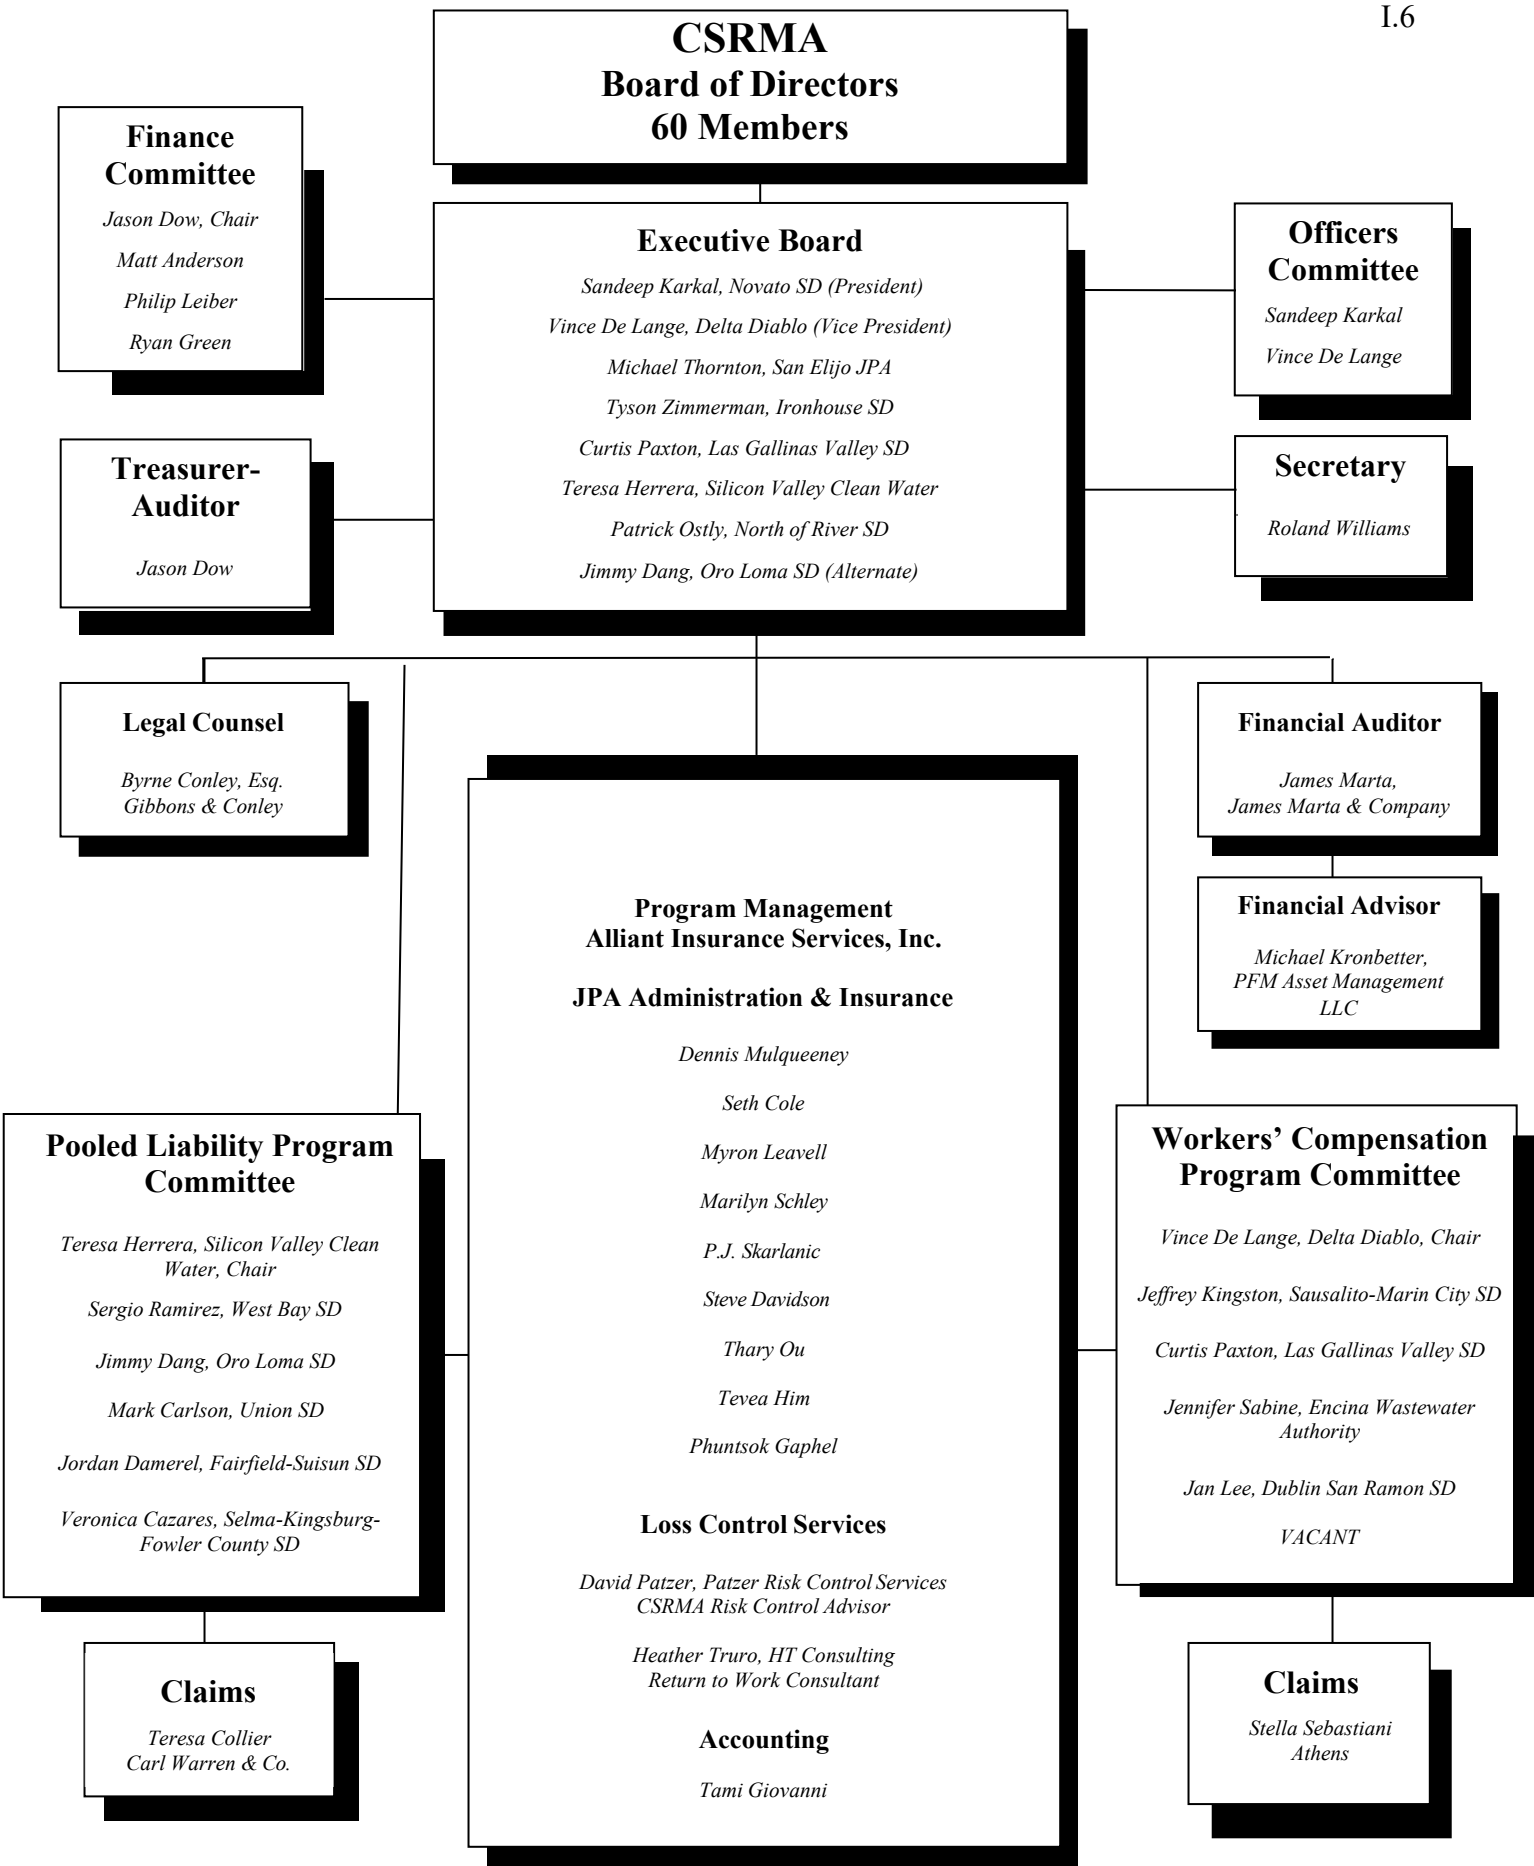 I.6
CSRMA
Board of Directors
60 Members
Finance
Committee
Jason Dow, Chair
Matt Anderson
Philip Leiber
Ryan Green
Executive Board
Sandeep Karkal, Novato SD (President)
Vince De Lange, Delta Diablo (Vice President)
Michael Thornton, San Elijo JPA
Tyson Zimmerman, Ironhouse SD
Curtis Paxton, Las Gallinas Valley SD
Teresa Herrera, Silicon Valley Clean Water
Patrick Ostly, North of River SD
Jimmy Dang, Oro Loma SD (Alternate)
Officers
Committee
Sandeep Karkal
Vince De Lange
Treasurer-
Auditor
Jason Dow
Secretary
Roland Williams
Legal Counsel
Byrne Conley, Esq.
Gibbons & Conley
Financial Auditor
James Marta,
James Marta & Company
Financial Advisor
Michael Kronbetter,
PFM Asset Management
LLC
Program Management
Alliant Insurance Services, Inc.
JPA Administration & Insurance
Dennis Mulqueeney
Seth Cole
Myron Leavell
Marilyn Schley
P.J. Skarlanic
Steve Davidson
Thary Ou
Tevea Him
Phuntsok Gaphel
Loss Control Services
David Patzer, Patzer Risk Control Services
CSRMA Risk Control Advisor
Heather Truro, HT Consulting
Return to Work Consultant
Accounting
Tami Giovanni
Pooled Liability Program
Committee
Teresa Herrera, Silicon Valley Clean
Water, Chair
Sergio Ramirez, West Bay SD
Jimmy Dang, Oro Loma SD
Mark Carlson, Union SD
Jordan Damerel, Fairfield-Suisun SD
Veronica Cazares, Selma-Kingsburg-
Fowler County SD
Workers’ Compensation
Program Committee
Vince De Lange, Delta Diablo, Chair
Jeffrey Kingston, Sausalito-Marin City SD
Curtis Paxton, Las Gallinas Valley SD
Jennifer Sabine, Encina Wastewater
Authority
Jan Lee, Dublin San Ramon SD
VACANT
Claims
Teresa Collier
Carl Warren & Co.
Claims
Stella Sebastiani
Athens